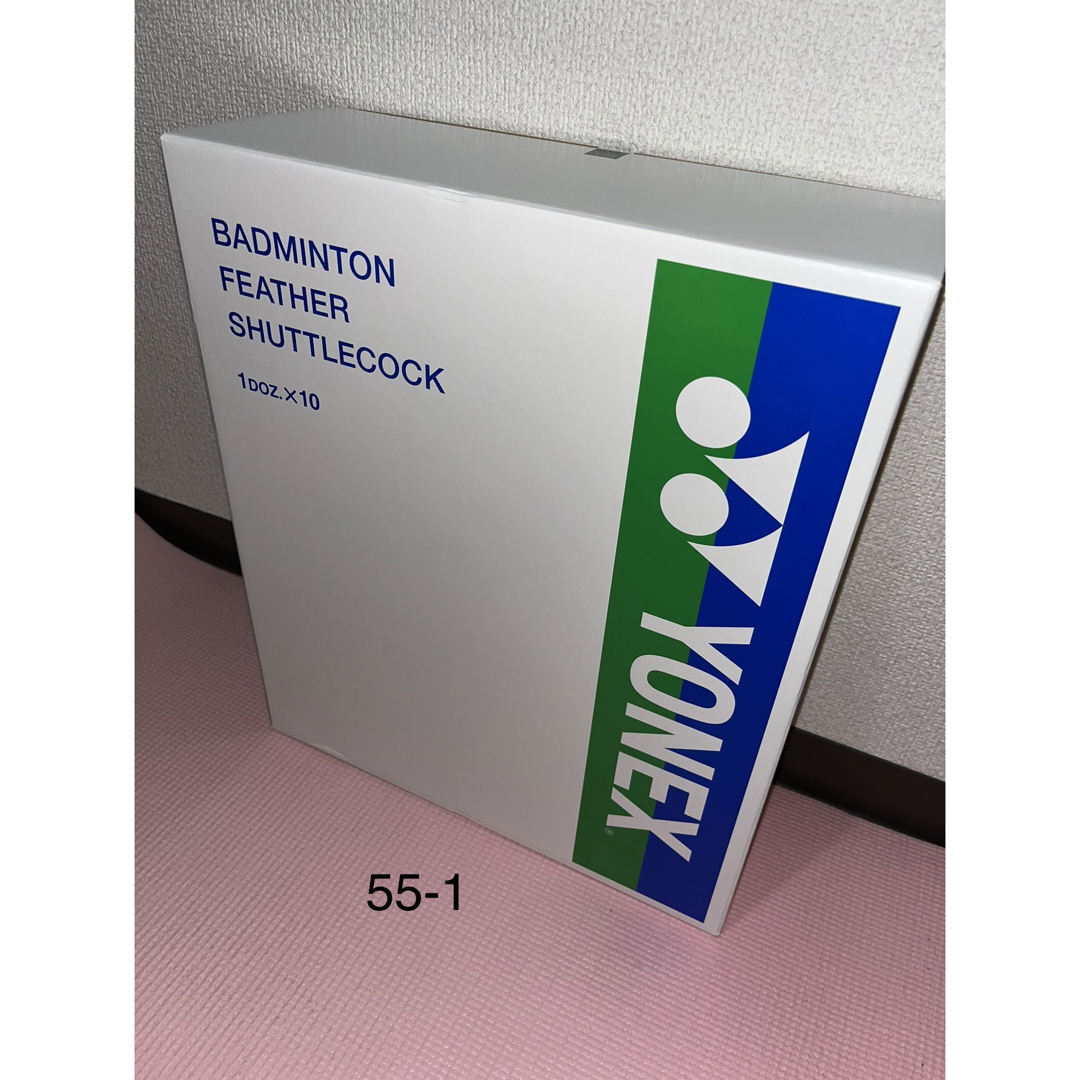 BADMINTON
FEATHER
SHUTTLECOCK
1DOZ.×10
YONEX®
55-1